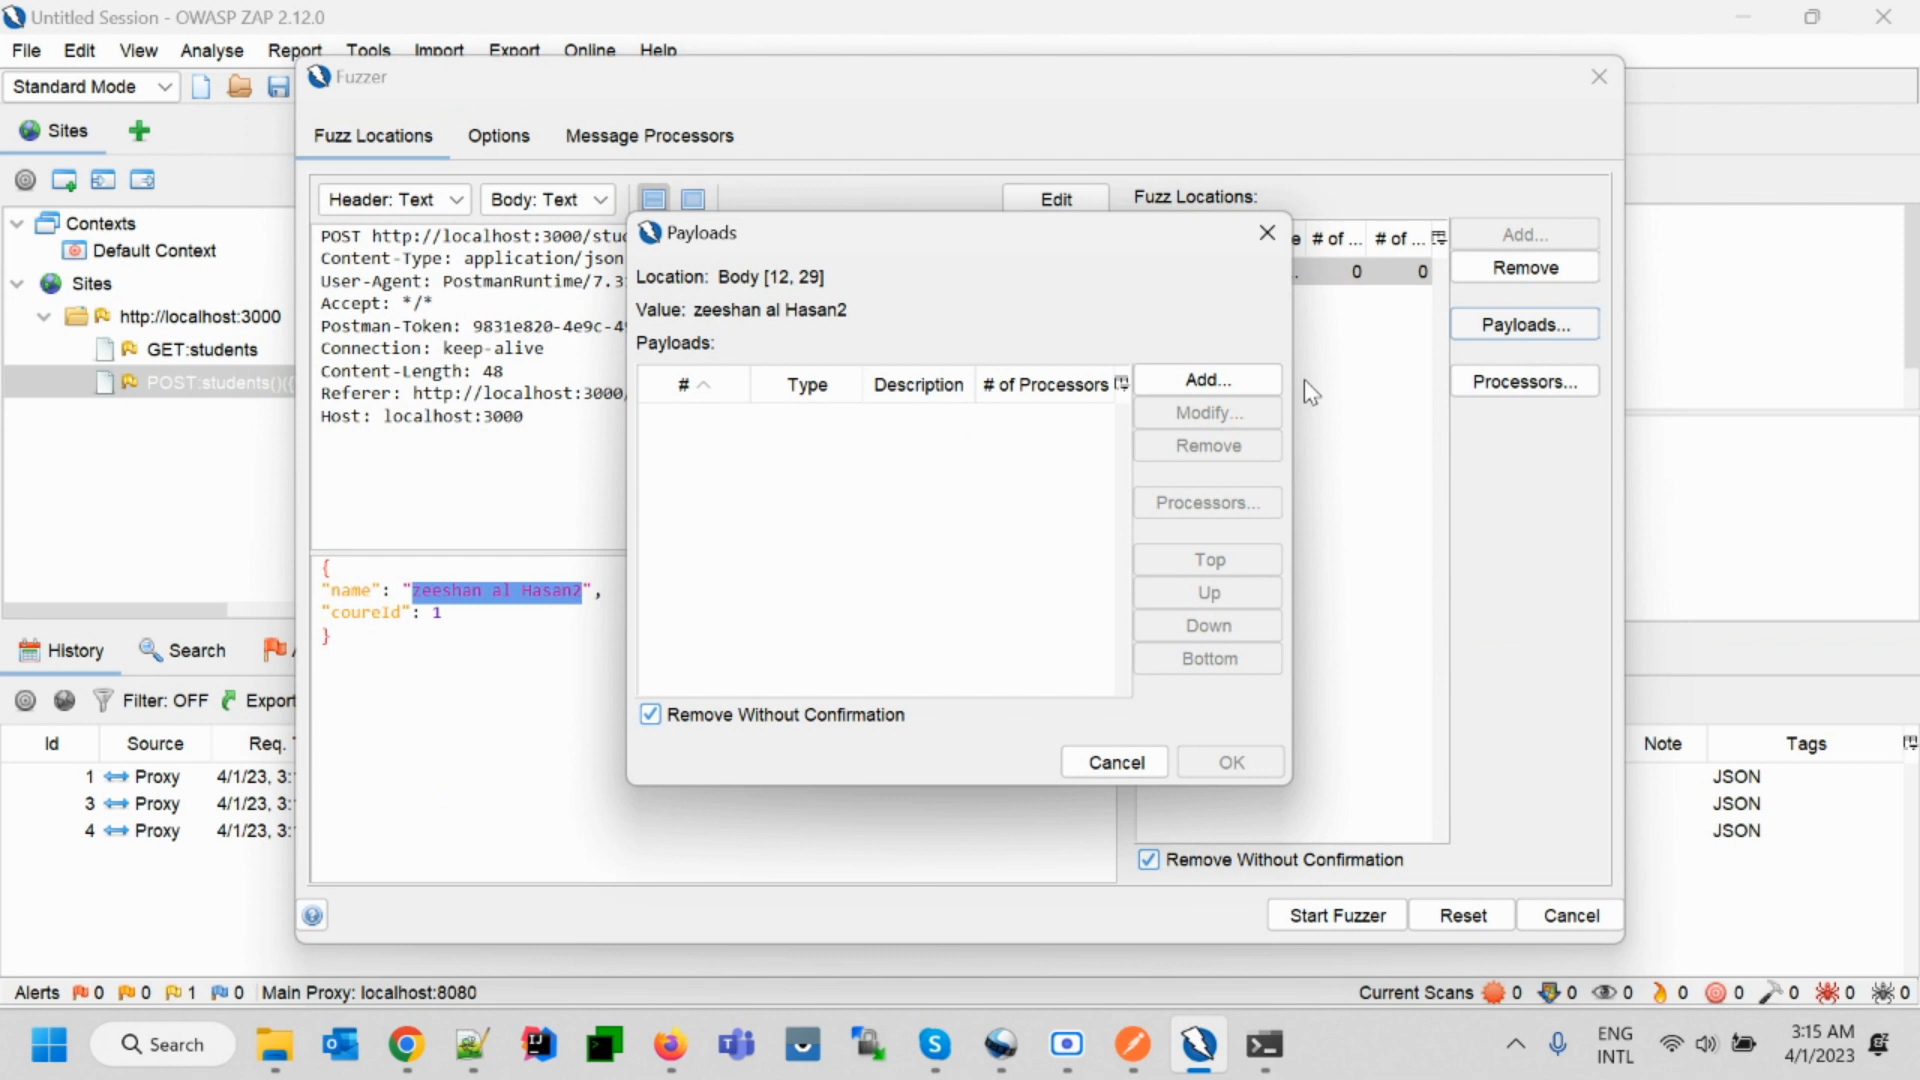 Untitled Session - OWASP ZAP 2.12.0
File Edit View Analyse Report Tools Import Export Online Help
Standard Mode
Fuzzer
Sites
Fuzz Locations Options Message Processors
Header: Text Body: Text Edit Fuzz Locations:
Contexts
Default Context
Sites
http://localhost:3000
GET:students
POST:students()({
POST http://localhost:3000/stu
Content-Type: application/json
User-Agent: PostmanRuntime/7.3
Accept: */*
Postman-Token: 9831e820-4e9c-4
Connection: keep-alive
Content-Length: 48
Referer: http://localhost:3000
Host: localhost:3000
{
"name": "zeeshan al Hasan2",
"coureId": 1
}
Payloads
Location: Body [12, 29]
Value: zeeshan al Hasan2
Payloads:
# Type Description # of Processors
Add...
Modify...
Remove
Processors...
Top
Up
Down
Bottom
Remove Without Confirmation
Cancel OK
e # of ... # of ...
0 0
Add...
Remove
Payloads...
Processors...
Remove Without Confirmation
Start Fuzzer Reset Cancel
History Search
Filter: OFF Export
Id Source Req. Note Tags
1 Proxy 4/1/23, 3: JSON
3 Proxy 4/1/23, 3: JSON
4 Proxy 4/1/23, 3: JSON
Alerts 0 0 1 0 Main Proxy: localhost:8080 Current Scans 0 0 0 0 0 0 0 0
Search
ENG
INTL
3:15 AM
4/1/2023